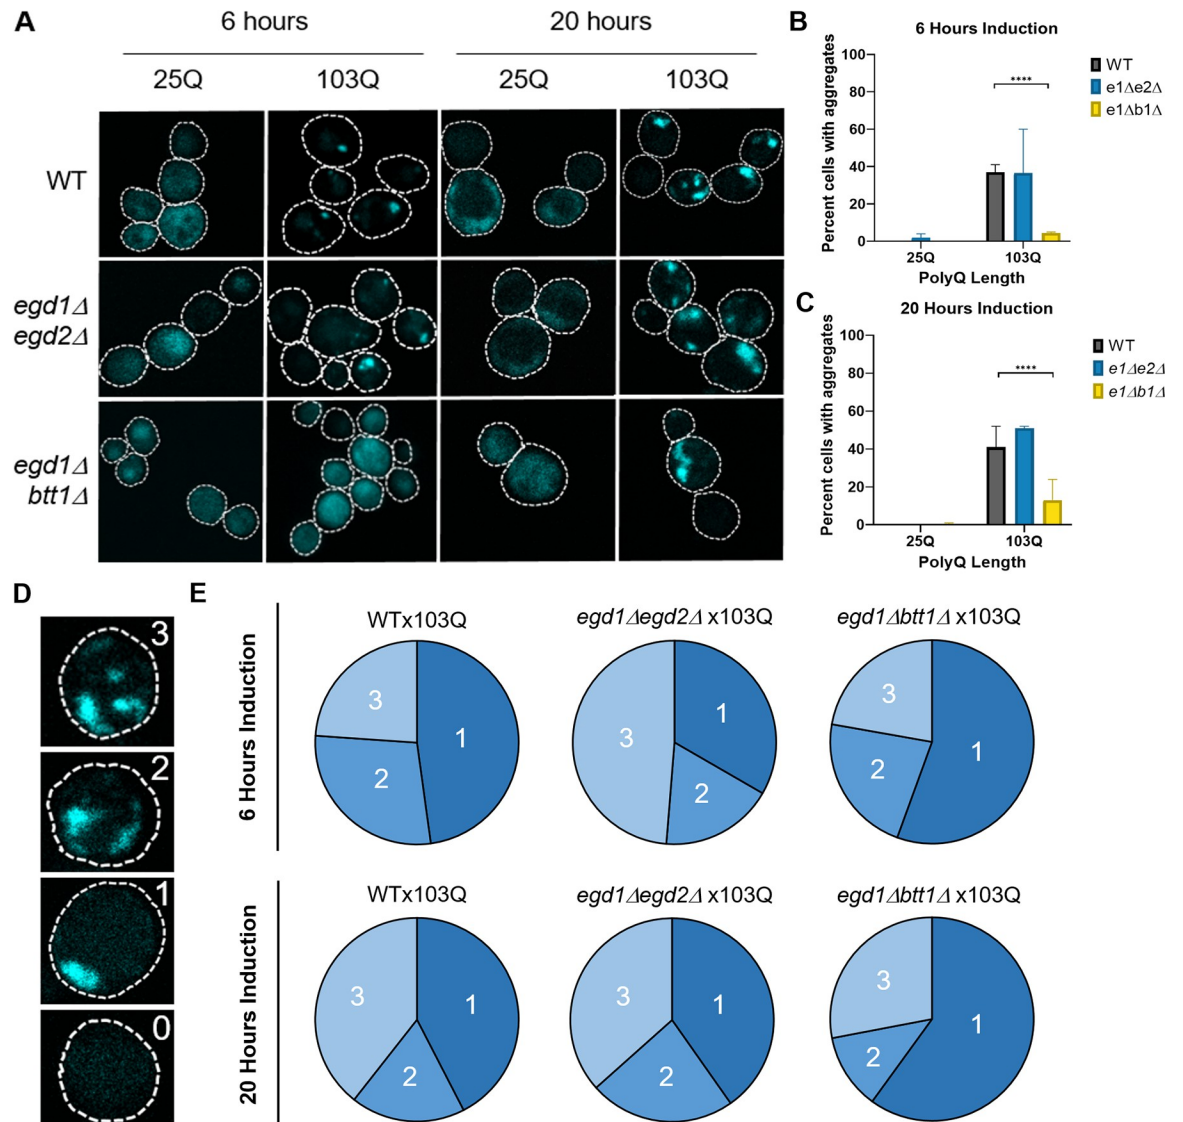 A
6 hours
20 hours
25Q
103Q
25Q
103Q
WT
egd1Δ
egd2Δ
egd1Δ
btt1Δ
B
6 Hours Induction
Percent cells with aggregates
100
80
60
40
20
0
****
25Q
103Q
PolyQ Length
WT
e1Δe2Δ
e1Δb1Δ
C
20 Hours Induction
Percent cells with aggregates
100
80
60
40
20
0
****
25Q
103Q
PolyQ Length
WT
e1Δe2Δ
e1Δb1Δ
D
3
2
1
0
E
6 Hours Induction
WTx103Q
1
2
3
egd1Δegd2Δ x103Q
1
2
3
egd1Δbtt1Δ x103Q
1
2
3
20 Hours Induction
WTx103Q
1
2
3
egd1Δegd2Δ x103Q
1
2
3
egd1Δbtt1Δ x103Q
1
2
3